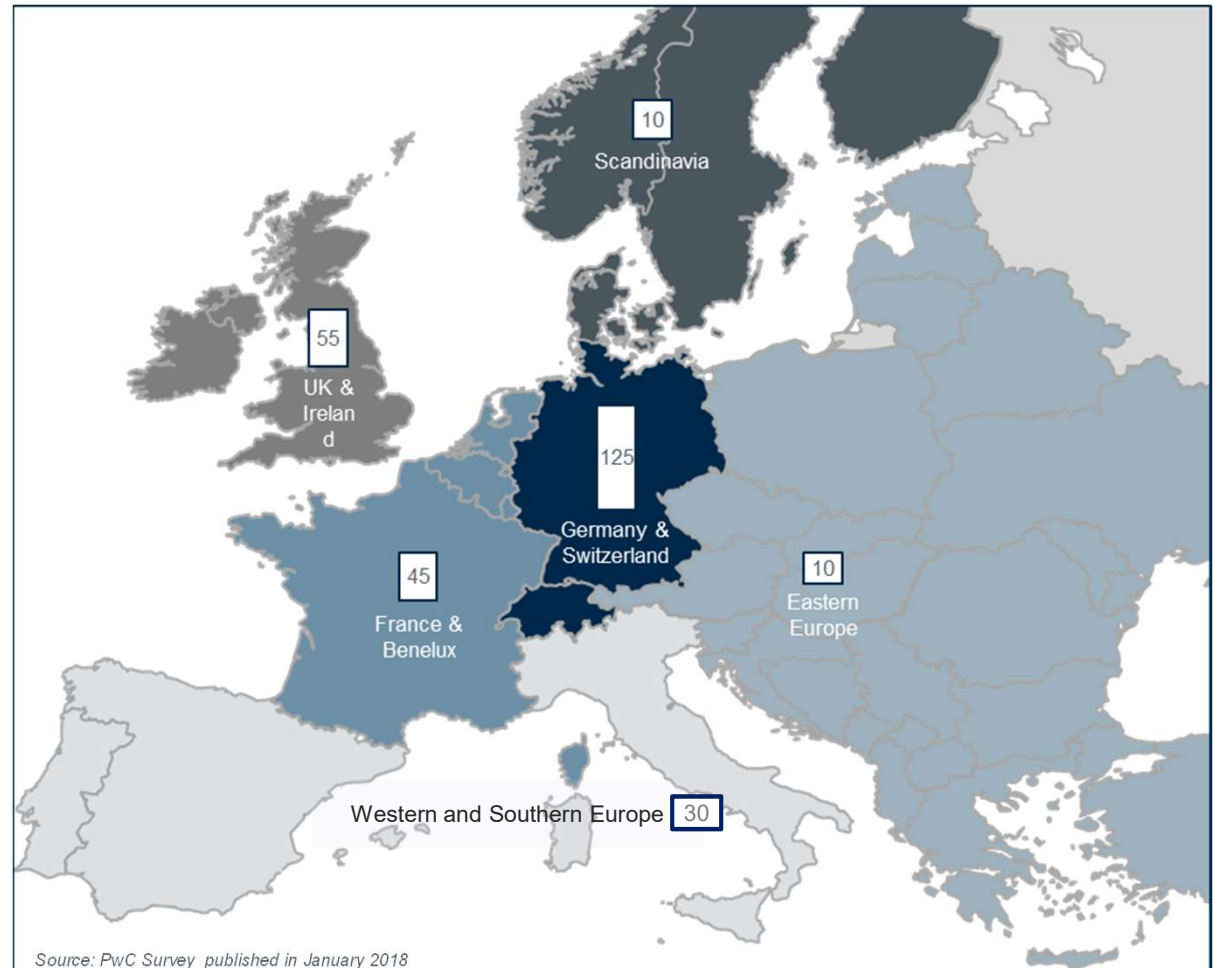 10
Scandinavia
55
UK &
Irelan
d
125
Germany &
Switzerland
45
France &
Benelux
10
Eastern
Europe
Western and Southern Europe 30
Source: PwC Survey published in January 2018